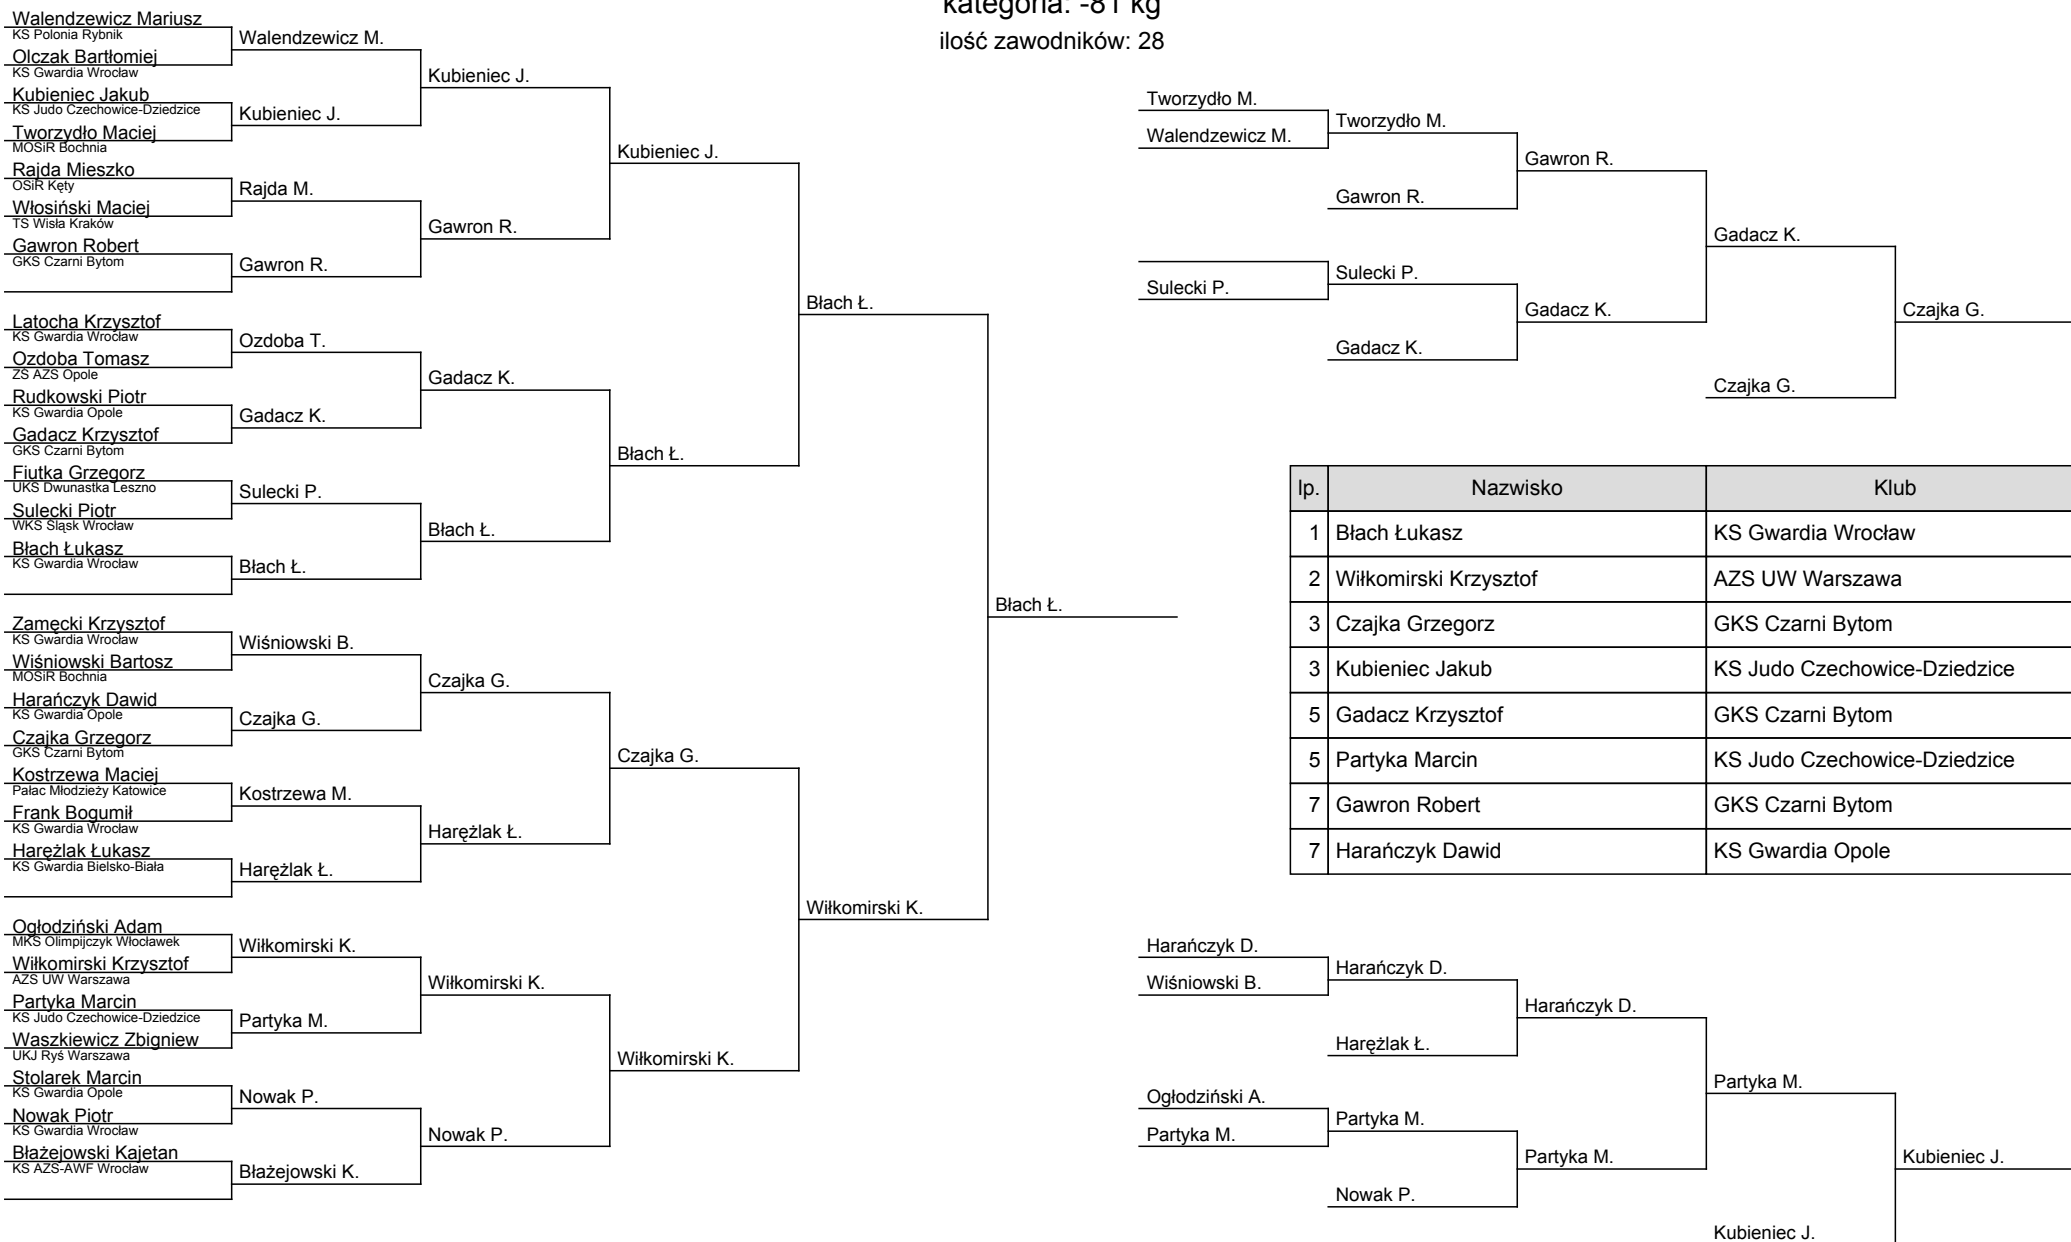 kategoria: -81 kg
ilość zawodników: 28
Walendzewicz Mariusz
KS Polonia Rybnik
Olczak Bartłomiej
KS Gwardia Wrocław
Kubieniec Jakub
KS Judo Czechowice-Dziedzice
Tworzydło Maciej
MOSiR Bochnia
Rajda Mieszko
OSiR Kęty
Włosiński Maciej
TS Wisła Kraków
Gawron Robert
GKS Czarni Bytom
Latocha Krzysztof
KS Gwardia Wrocław
Ozdoba Tomasz
ZS AZS Opole
Rudkowski Piotr
KS Gwardia Opole
Gadacz Krzysztof
GKS Czarni Bytom
Fiutka Grzegorz
UKS Dwunastka Leszno
Sulecki Piotr
WKS Śląsk Wrocław
Błach Łukasz
KS Gwardia Wrocław
Zamęcki Krzysztof
KS Gwardia Wrocław
Wiśniowski Bartosz
MOSiR Bochnia
Harańczyk Dawid
KS Gwardia Opole
Czajka Grzegorz
GKS Czarni Bytom
Kostrzewa Maciej
Pałac Młodzieży Katowice
Frank Bogumił
KS Gwardia Wrocław
Haręźlak Łukasz
KS Gwardia Bielsko-Biała
Ogłodziński Adam
MKS Olimpijczyk Włocławek
Wiłkomirski Krzysztof
AZS UW Warszawa
Partyka Marcin
KS Judo Czechowice-Dziedzice
Waszkiewicz Zbigniew
UKJ Ryś Warszawa
Stolarek Marcin
KS Gwardia Opole
Nowak Piotr
KS Gwardia Wrocław
Błażejowski Kajetan
KS AZS-AWF Wrocław
Walendzewicz M.
Kubieniec J.
Rajda M.
Gawron R.
Ozdoba T.
Gadacz K.
Sulecki P.
Błach Ł.
Wiśniowski B.
Czajka G.
Kostrzewa M.
Haręźlak Ł.
Wiłkomirski K.
Partyka M.
Nowak P.
Błażejowski K.
Kubieniec J.
Gawron R.
Gadacz K.
Błach Ł.
Czajka G.
Haręźlak Ł.
Wiłkomirski K.
Nowak P.
Kubieniec J.
Błach Ł.
Czajka G.
Wiłkomirski K.
Błach Ł.
Wiłkomirski K.
Błach Ł.
Tworzydło M.
Walendzewicz M.
Tworzydło M.
Gawron R.
Gawron R.
Sulecki P.
Sulecki P.
Gadacz K.
Gadacz K.
Gadacz K.
Czajka G.
Czajka G.
lp. Nazwisko Klub
1 Błach Łukasz KS Gwardia Wrocław
2 Wiłkomirski Krzysztof AZS UW Warszawa
3 Czajka Grzegorz GKS Czarni Bytom
3 Kubieniec Jakub KS Judo Czechowice-Dziedzice
5 Gadacz Krzysztof GKS Czarni Bytom
5 Partyka Marcin KS Judo Czechowice-Dziedzice
7 Gawron Robert GKS Czarni Bytom
7 Harańczyk Dawid KS Gwardia Opole
Harańczyk D.
Wiśniowski B.
Harańczyk D.
Haręźlak Ł.
Harańczyk D.
Ogłodziński A.
Partyka M.
Partyka M.
Nowak P.
Partyka M.
Partyka M.
Kubieniec J.
Kubieniec J.